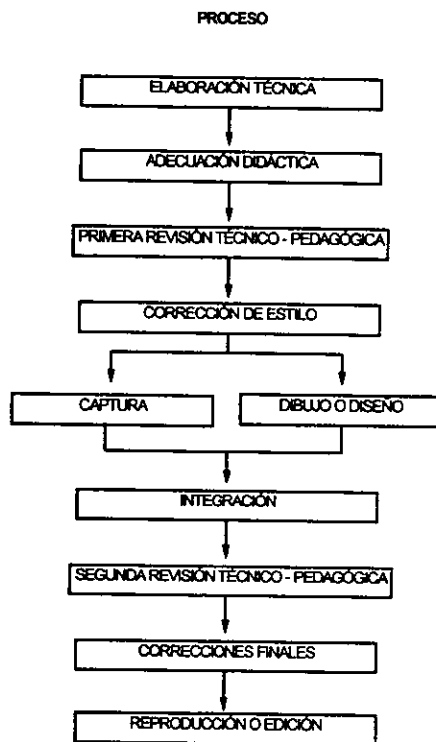 PROCESO
ELABORACIÓN TÉCNICA
ADECUACIÓN DIDÁCTICA
PRIMERA REVISIÓN TÉCNICO - PEDAGÓGICA
CORRECCIÓN DE ESTILO
CAPTURA
DIBUJO O DISEÑO
INTEGRACIÓN
SEGUNDA REVISIÓN TÉCNICO - PEDAGÓGICA
CORRECCIONES FINALES
REPRODUCCIÓN O EDICIÓN